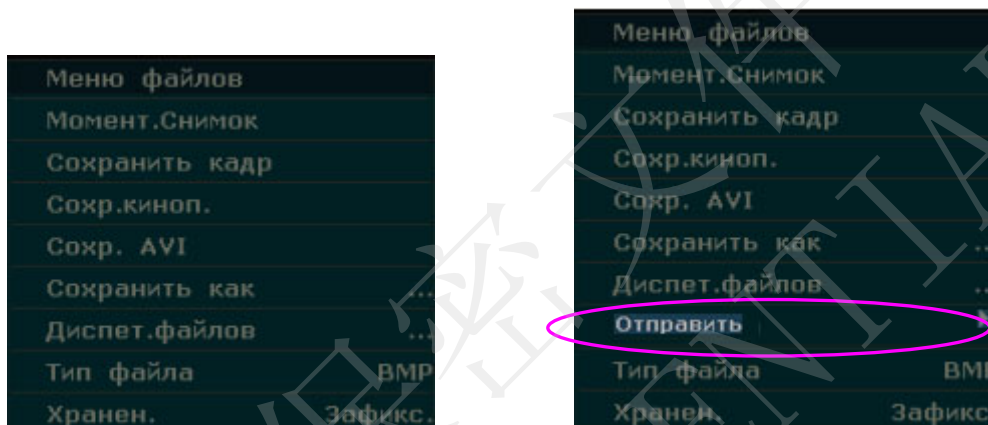 Меню файлов
Момент.Снимок
Сохранить кадр
Сохр.киноп.
Сохр. AVI
Сохранить как ...
Диспет.файлов ...
Тип файла BMP
Хранен. Зафикс.
Меню файлов
Момент.Снимок
Сохранить кадр
Сохр.киноп.
Сохр. AVI
Сохранить как ..
Диспет.файлов ..
Отправить
Тип файла BMP
Хранен. Зафикс